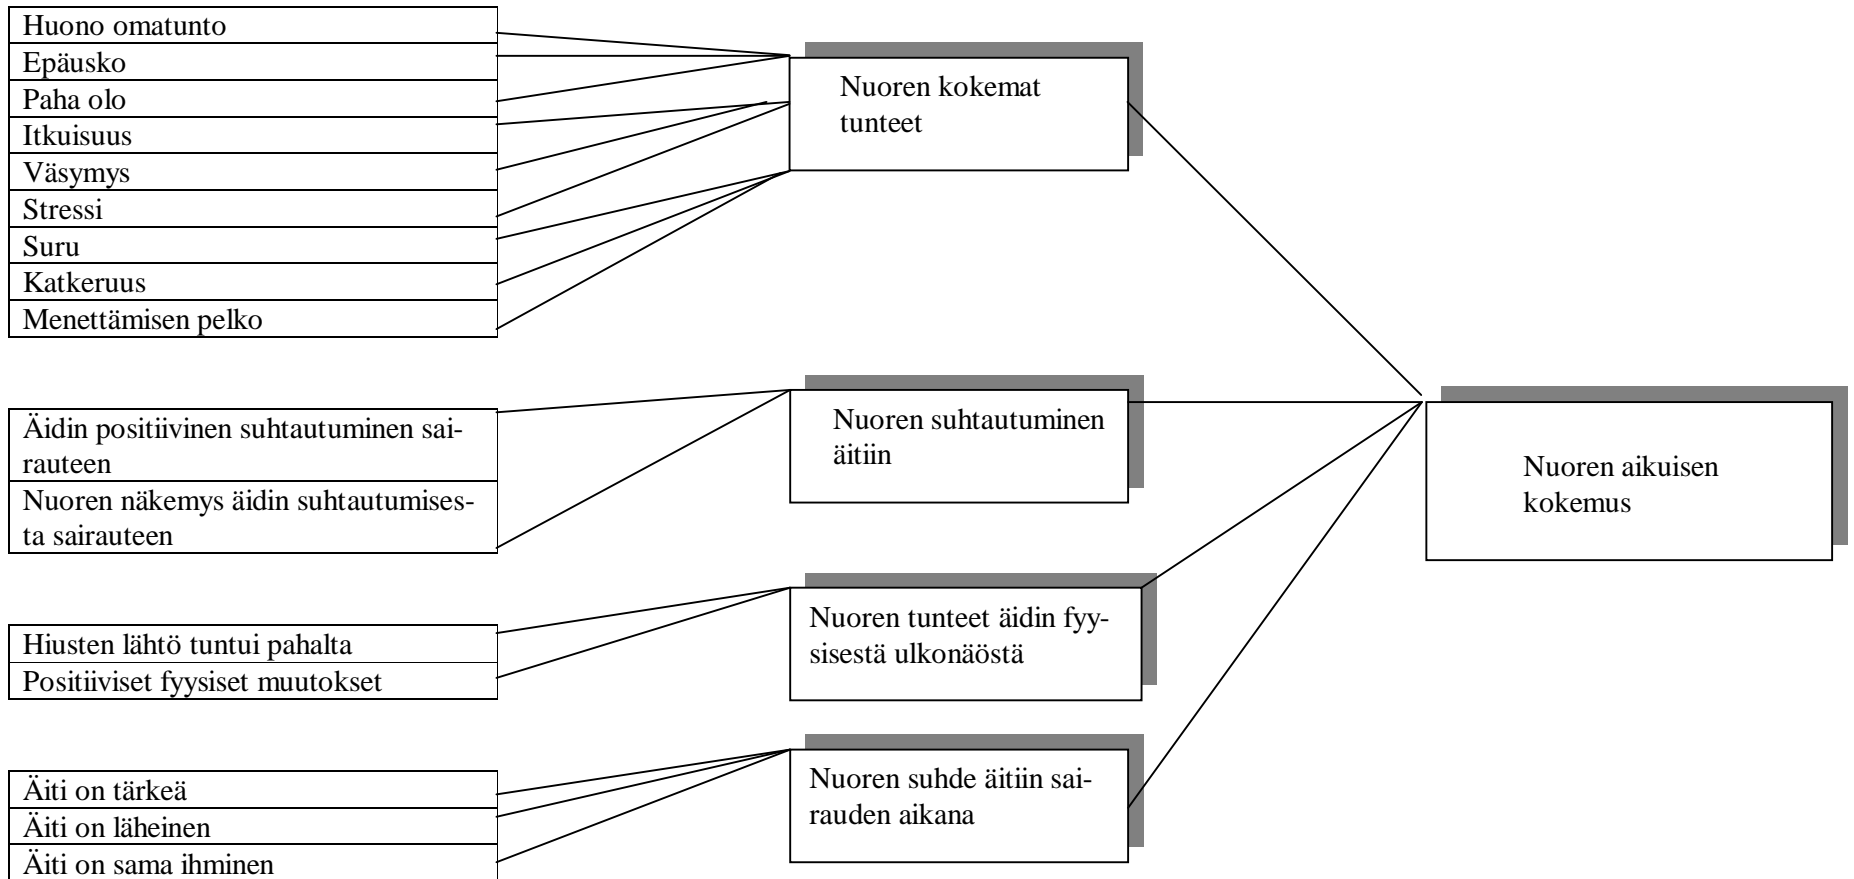 Huono omatunto
Epäusko
Paha olo
Itkuisuus
Väsymys
Stressi
Suru
Katkeruus
Menettämisen pelko
Nuoren kokemat
tunteet
Äidin positiivinen suhtautuminen sai-
rauteen
Nuoren näkemys äidin suhtautumises-
ta sairauteen
Nuoren suhtautuminen
äitiin
Hiusten lähtö tuntui pahalta
Positiiviset fyysiset muutokset
Nuoren tunteet äidin fyy-
sisestä ulkonäöstä
Äiti on tärkeä
Äiti on läheinen
Äiti on sama ihminen
Nuoren suhde äitiin sai-
rauden aikana
Nuoren aikuisen
kokemus